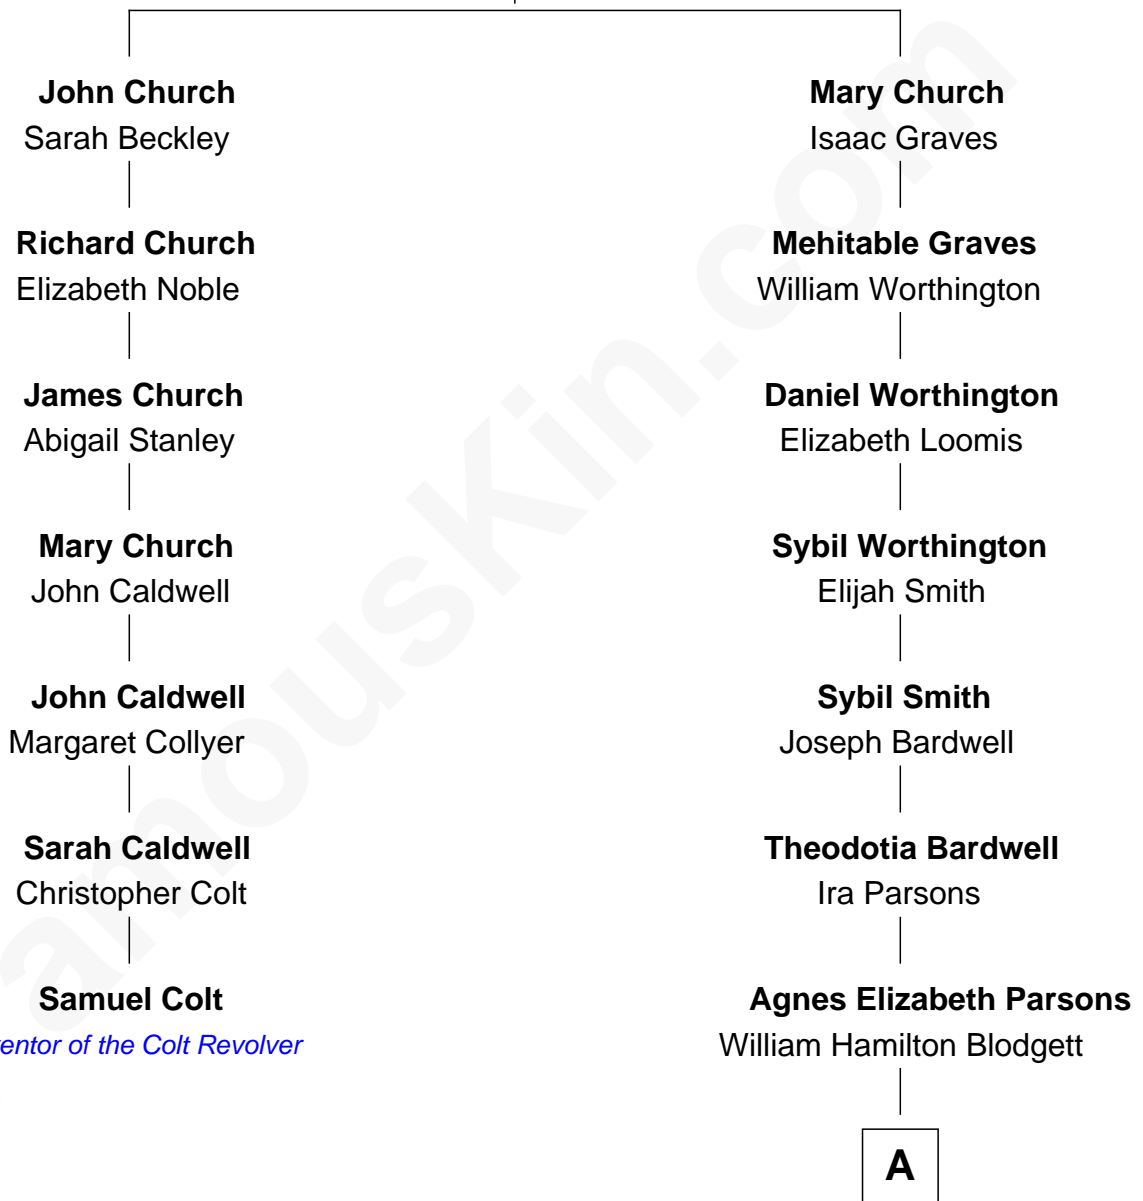 John Church
Sarah Beckley
Richard Church
Elizabeth Noble
James Church
Abigail Stanley
Mary Church
John Caldwell
John Caldwell
Margaret Collyer
Sarah Caldwell
Christopher Colt
Samuel Colt
entor of the Colt Revolver
Mary Church
Isaac Graves
Mehitable Graves
William Worthington
Daniel Worthington
Elizabeth Loomis
Sybil Worthington
Elijah Smith
Sybil Smith
Joseph Bardwell
Theodotia Bardwell
Ira Parsons
Agnes Elizabeth Parsons
William Hamilton Blodgett
A
amouskin.com